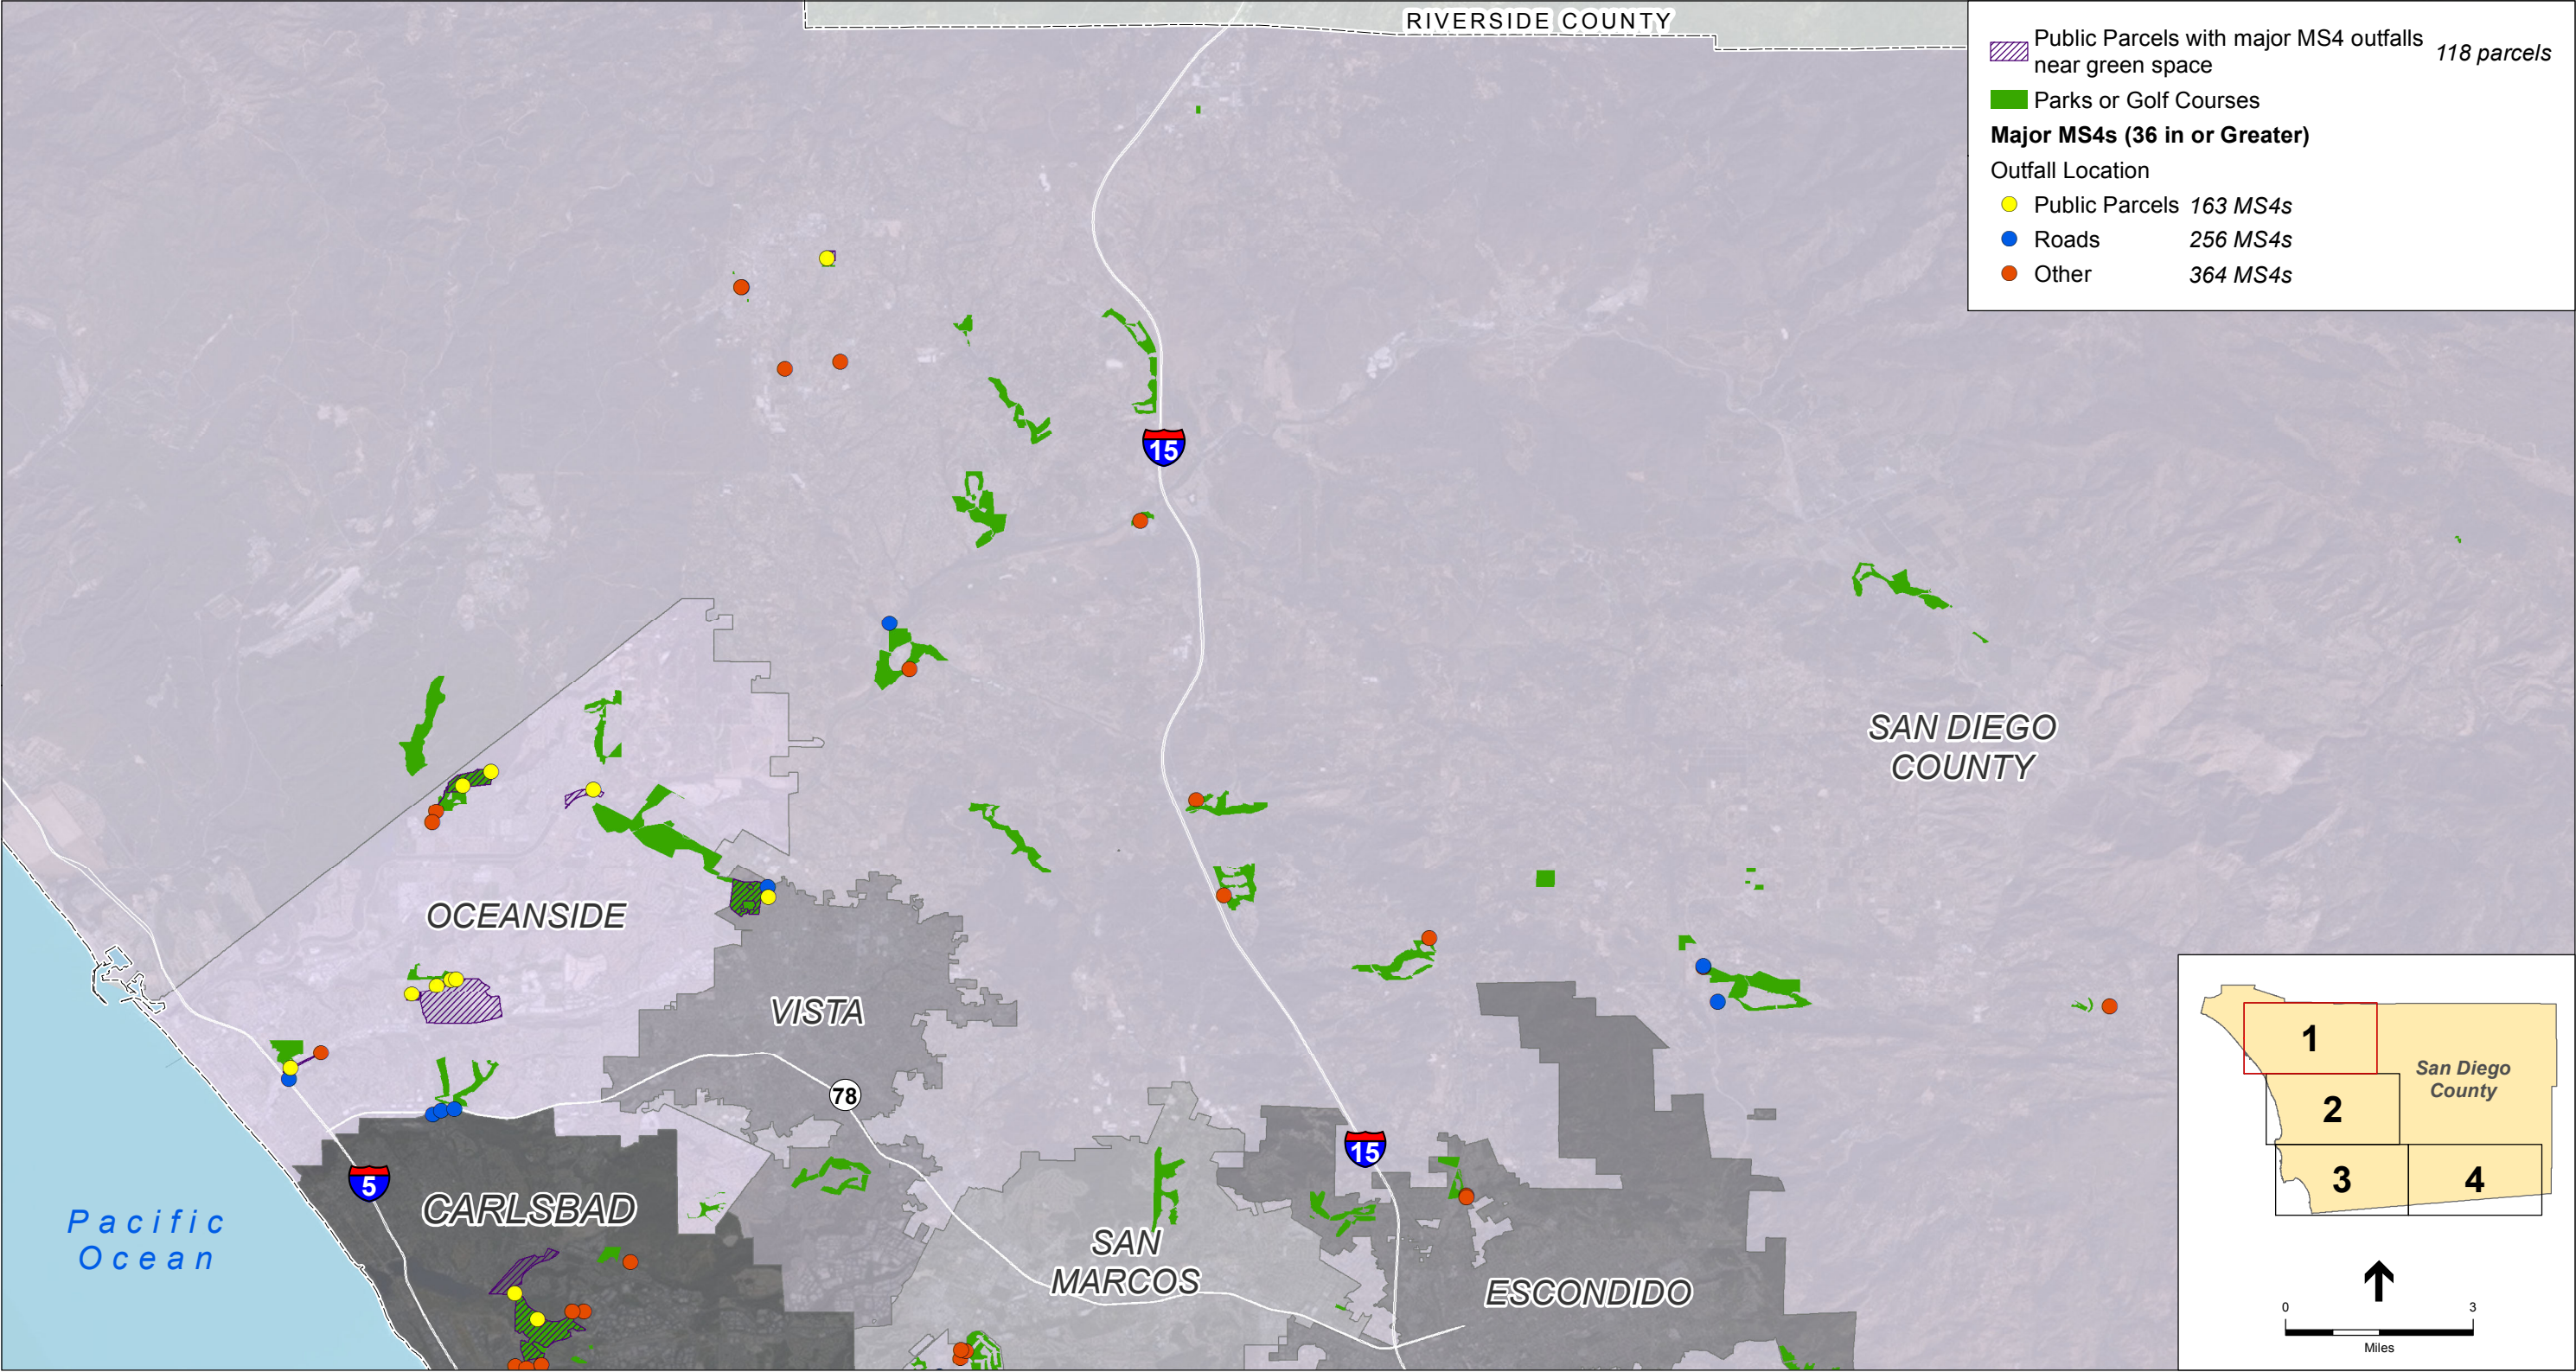 RIVERSIDE COUNTY
Public Parcels with major MS4 outfalls
near green space
118 parcels
Parks or Golf Courses
Major MS4s (36 in or Greater)
Outfall Location
Public Parcels 163 MS4s
Roads 256 MS4s
Other 364 MS4s
15
SAN DIEGO
COUNTY
OCEANSIDE
VISTA
78
15
5
CARLSBAD
Pacific
Ocean
SAN
MARCOS
ESCONDIDO
1
San Diego
County
2
3
4
0 3
Miles